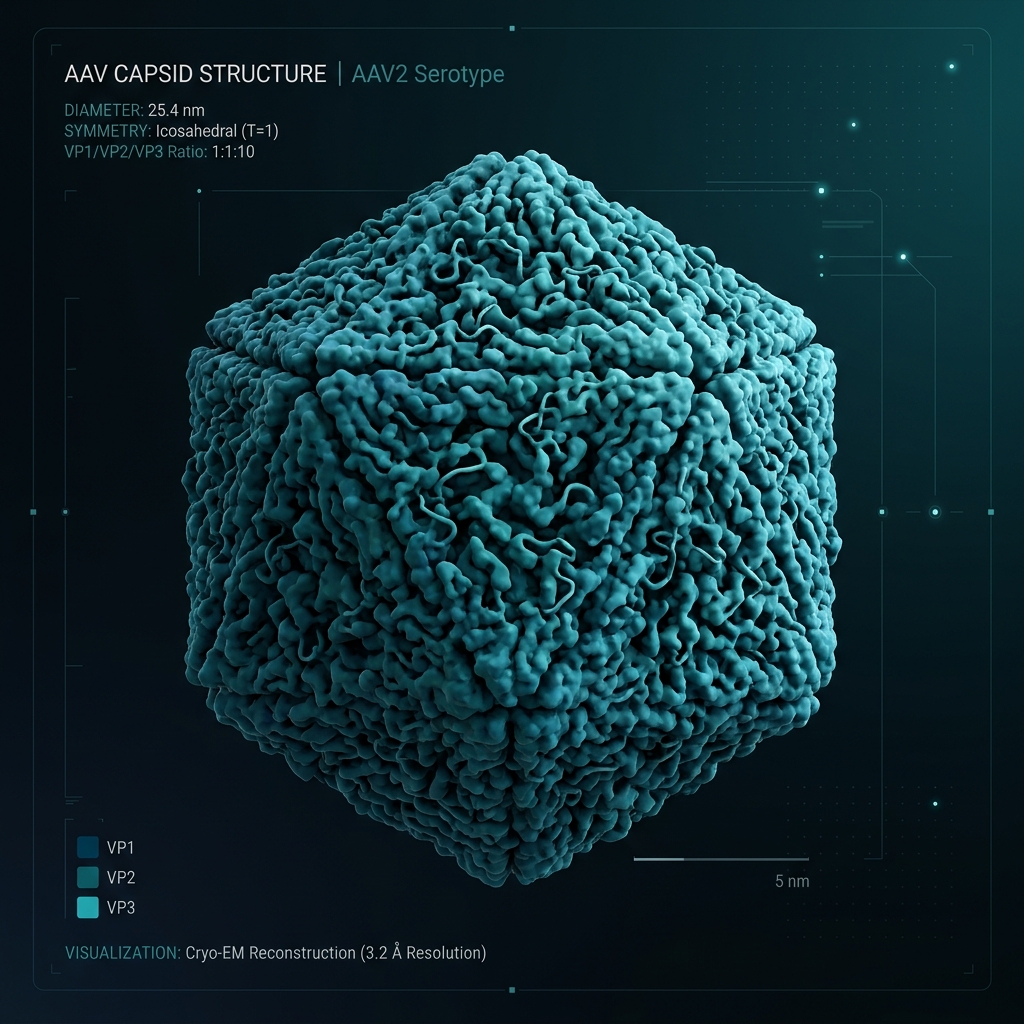 AAV CAPSID STRUCTURE | AAV2 Serotype
DIAMETER: 25.4 nm
SYMMETRY: Icosahedral (T=1)
VP1/VP2/VP3 Ratio: 1:1:10
VP1
VP2
VP3
5 nm
VISUALIZATION: Cryo-EM Reconstruction (3.2 Å Resolution)